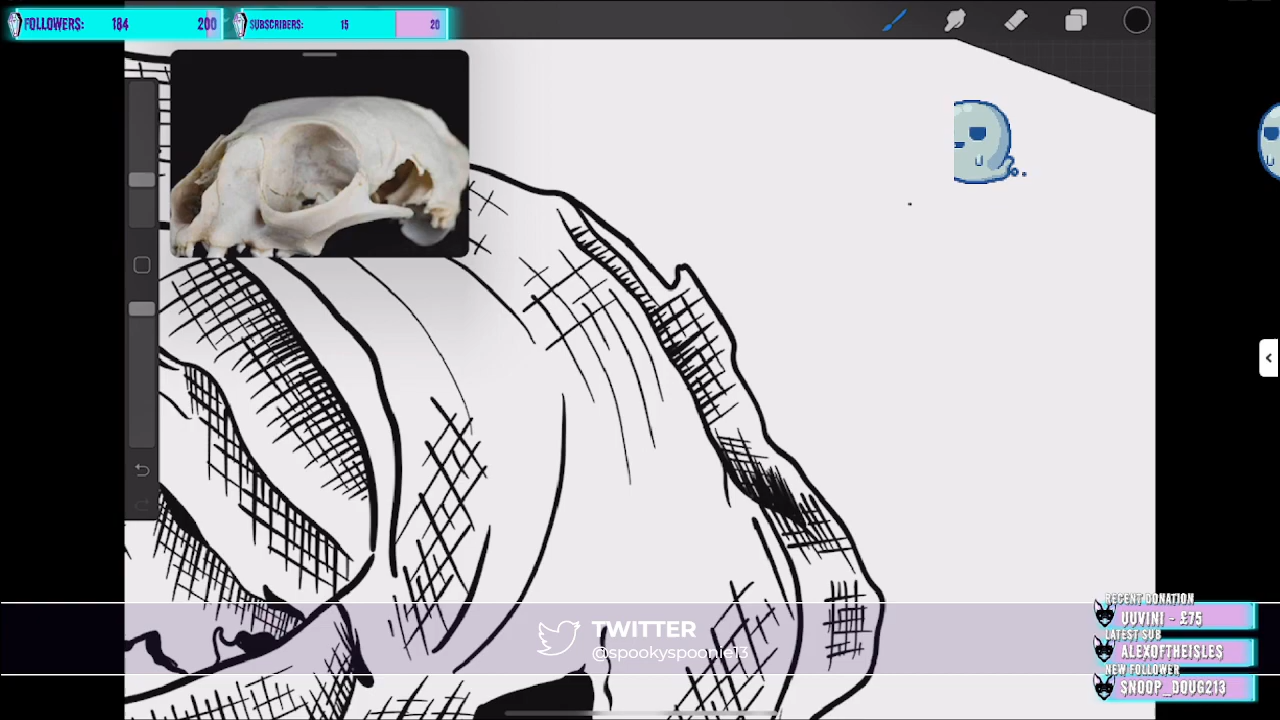 FOLLOWERS: 184 200
SUBSCRIBERS: 15 20
RECENT DONATION
UUVINI - £75
LATEST SUB
ALEXOFTHEISLES
NEW FOLLOWER
SNOOP_DOUG213
TWITTER
@spookyspoonie13